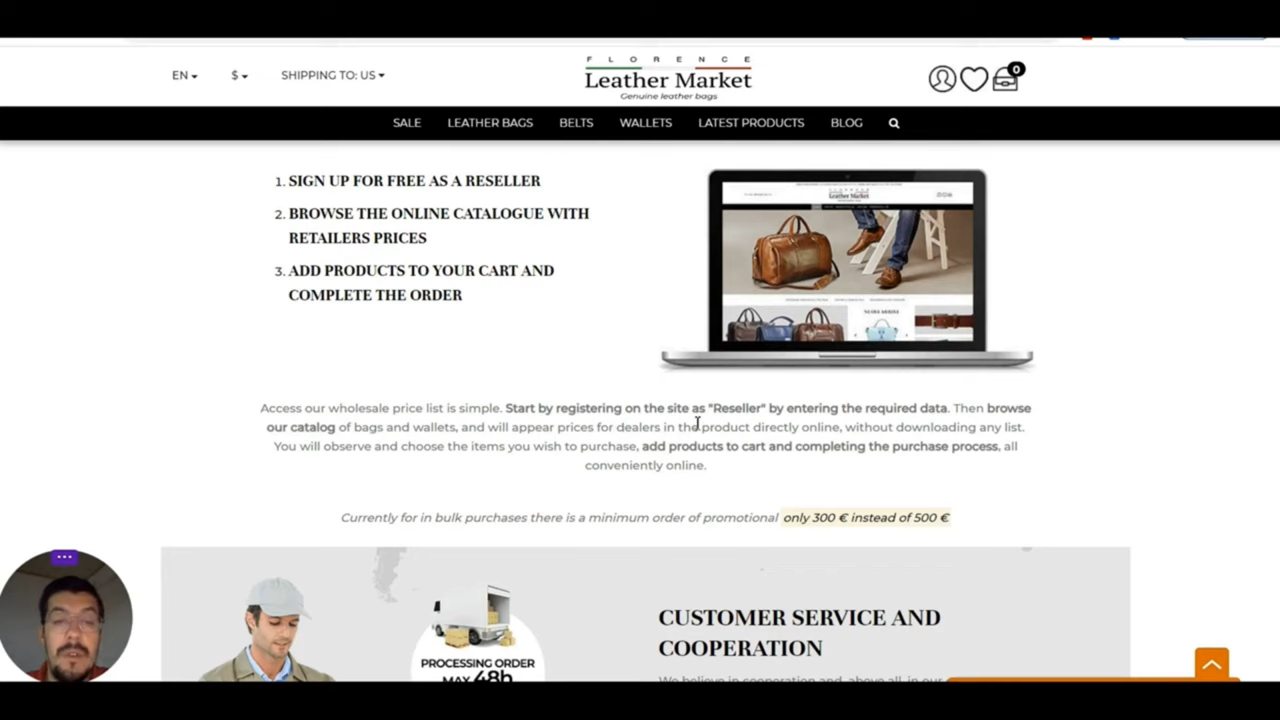 EN
$
SHIPPING TO: US
FLORENCE
Leather Market
Genuine leather bags
0
SALE
LEATHER BAGS
BELTS
WALLETS
LATEST PRODUCTS
BLOG
1. SIGN UP FOR FREE AS A RESELLER
2. BROWSE THE ONLINE CATALOGUE WITH
RETAILERS PRICES
3. ADD PRODUCTS TO YOUR CART AND
COMPLETE THE ORDER
Leather Market
Access our wholesale price list is simple. Start by registering on the site as "Reseller" by entering the required data. Then browse
our catalog of bags and wallets, and will appear prices for dealers in the product directly online, without downloading any list.
You will observe and choose the items you wish to purchase, add products to cart and completing the purchase process, all
conveniently online.
Currently for in bulk purchases there is a minimum order of promotional only 300 € instead of 500 €
PROCESSING ORDER
MAX 48h
CUSTOMER SERVICE AND
COOPERATION
We believe in cooperation and, above all, in our